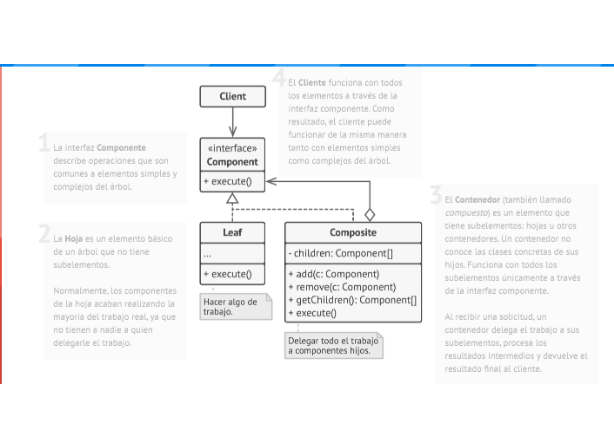 Client
«interface»
Component
+ execute()
Leaf
...
+ execute()
Hacer algo de
trabajo.
Composite
- children: Component[]
+ add(c: Component)
+ remove(c: Component)
+ getChildren(): Component[]
+ execute()
Delegar todo el trabajo
a componentes hijos.
1
La interfaz Componente
describe operaciones que son
comunes a elementos simples y
complejos del árbol.
2
La Hoja es un elemento básico
de un árbol que no tiene
subelementos.
Normalmente, los componentes
de la hoja acaban realizando la
mayoría del trabajo real, ya que
no tienen a nadie a quien
delegarle el trabajo.
3
El Contenedor (también llamado
compuesto) es un elemento que
tiene subelementos: hojas u otros
contenedores. Un contenedor no
conoce las clases concretas de sus
hijos. Funciona con todos los
subelementos únicamente a través
de la interfaz componente.
Al recibir una solicitud, un
contenedor delega el trabajo a sus
subelementos, procesa los
resultados intermedios y devuelve el
resultado final al cliente.
4
El Cliente funciona con todos
los elementos a través de la
interfaz componente. Como
resultado, el cliente puede
funcionar de la misma manera
tanto con elementos simples
como complejos del árbol.